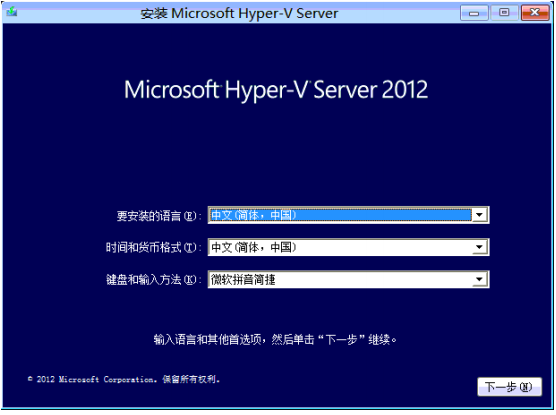 安装 Microsoft Hyper-V Server
Microsoft Hyper-V Server 2012
要安装的语言(E): 中文(简体，中国)
时间和货币格式(T): 中文(简体，中国)
键盘和输入方法(K): 微软拼音简捷
输入语言和其他首选项，然后单击“下一步”继续。
© 2012 Microsoft Corporation。保留所有权利。
下一步(N)